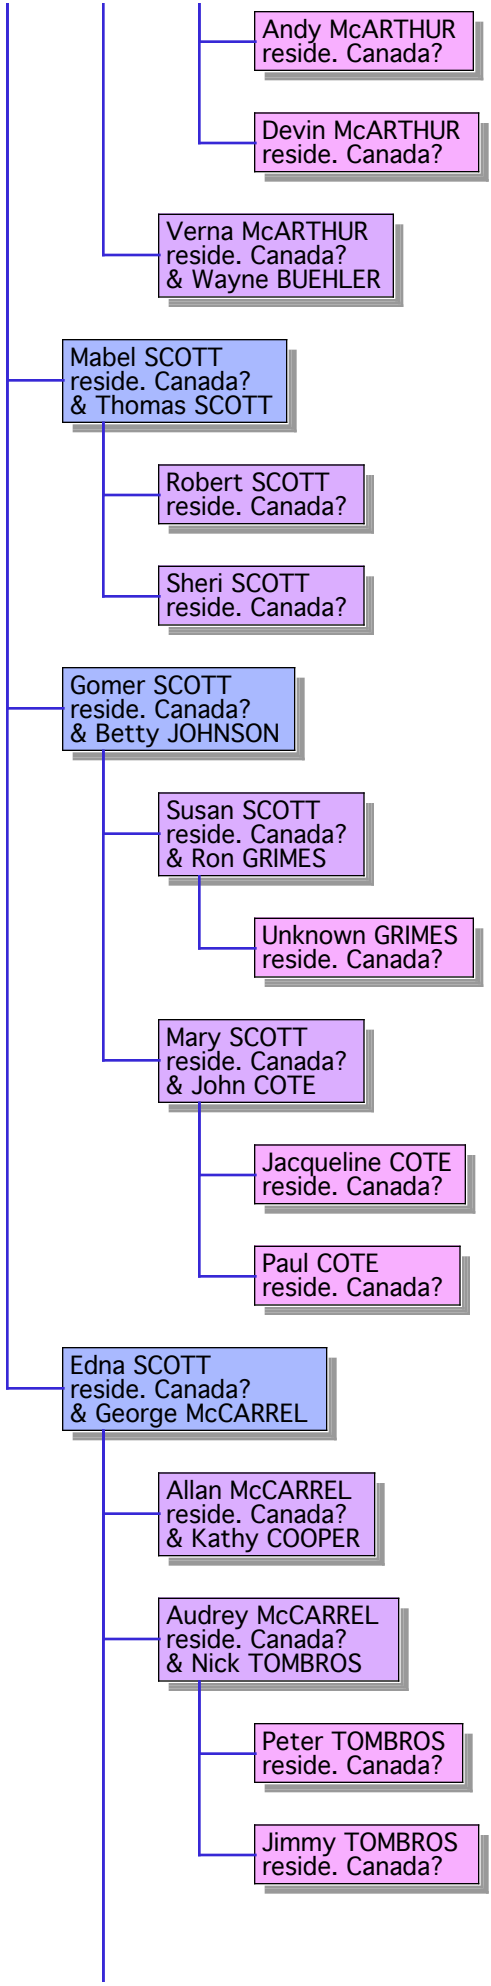 Andy McARTHUR
reside. Canada?
Devin McARTHUR
reside. Canada?
Verna McARTHUR
reside. Canada?
& Wayne BUEHLER
Mabel SCOTT
reside. Canada?
& Thomas SCOTT
Robert SCOTT
reside. Canada?
Sheri SCOTT
reside. Canada?
Gomer SCOTT
reside. Canada?
& Betty JOHNSON
Susan SCOTT
reside. Canada?
& Ron GRIMES
Unknown GRIMES
reside. Canada?
Mary SCOTT
reside. Canada?
& John COTE
Jacqueline COTE
reside. Canada?
Paul COTE
reside. Canada?
Edna SCOTT
reside. Canada?
& George McCARREL
Allan McCARREL
reside. Canada?
& Kathy COOPER
Audrey McCARREL
reside. Canada?
& Nick TOMBROS
Peter TOMBROS
reside. Canada?
Jimmy TOMBROS
reside. Canada?